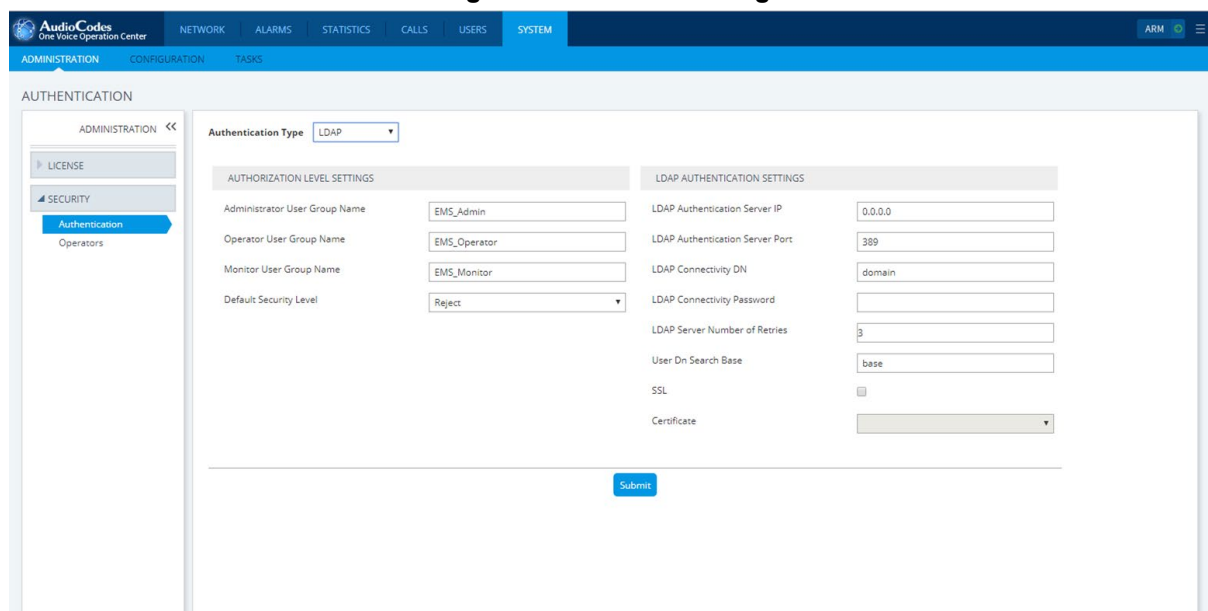 AudioCodes
One Voice Operation Center
NETWORK ALARMS STATISTICS CALLS USERS SYSTEM ARM
ADMINISTRATION CONFIGURATION TASKS
AUTHENTICATION
ADMINISTRATION
LICENSE
SECURITY
Authentication
Operators
Authentication Type LDAP
AUTHORIZATION LEVEL SETTINGS
Administrator User Group Name EMS_Admin
Operator User Group Name EMS_Operator
Monitor User Group Name EMS_Monitor
Default Security Level Reject
LDAP AUTHENTICATION SETTINGS
LDAP Authentication Server IP 0.0.0.0
LDAP Authentication Server Port 389
LDAP Connectivity DN domain
LDAP Connectivity Password
LDAP Server Number of Retries 3
User Dn Search Base base
SSL
Certificate
Submit